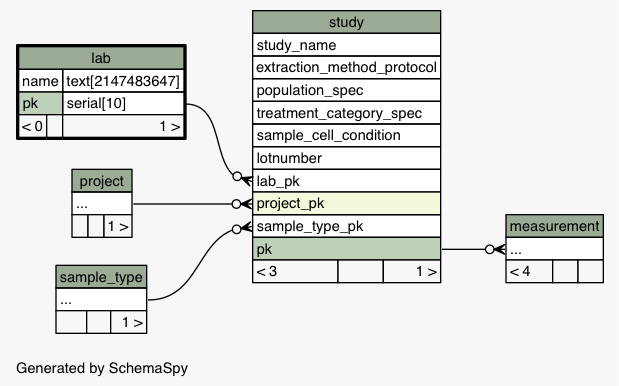 lab
name text[2147483647]
pk serial[10]
< 0 1 >
project
...
1 >
sample_type
...
1 >
study
study_name
extraction_method_protocol
population_spec
treatment_category_spec
sample_cell_condition
lotnumber
lab_pk
project_pk
sample_type_pk
pk
< 3 1 >
measurement
...
< 4
Generated by SchemaSpy